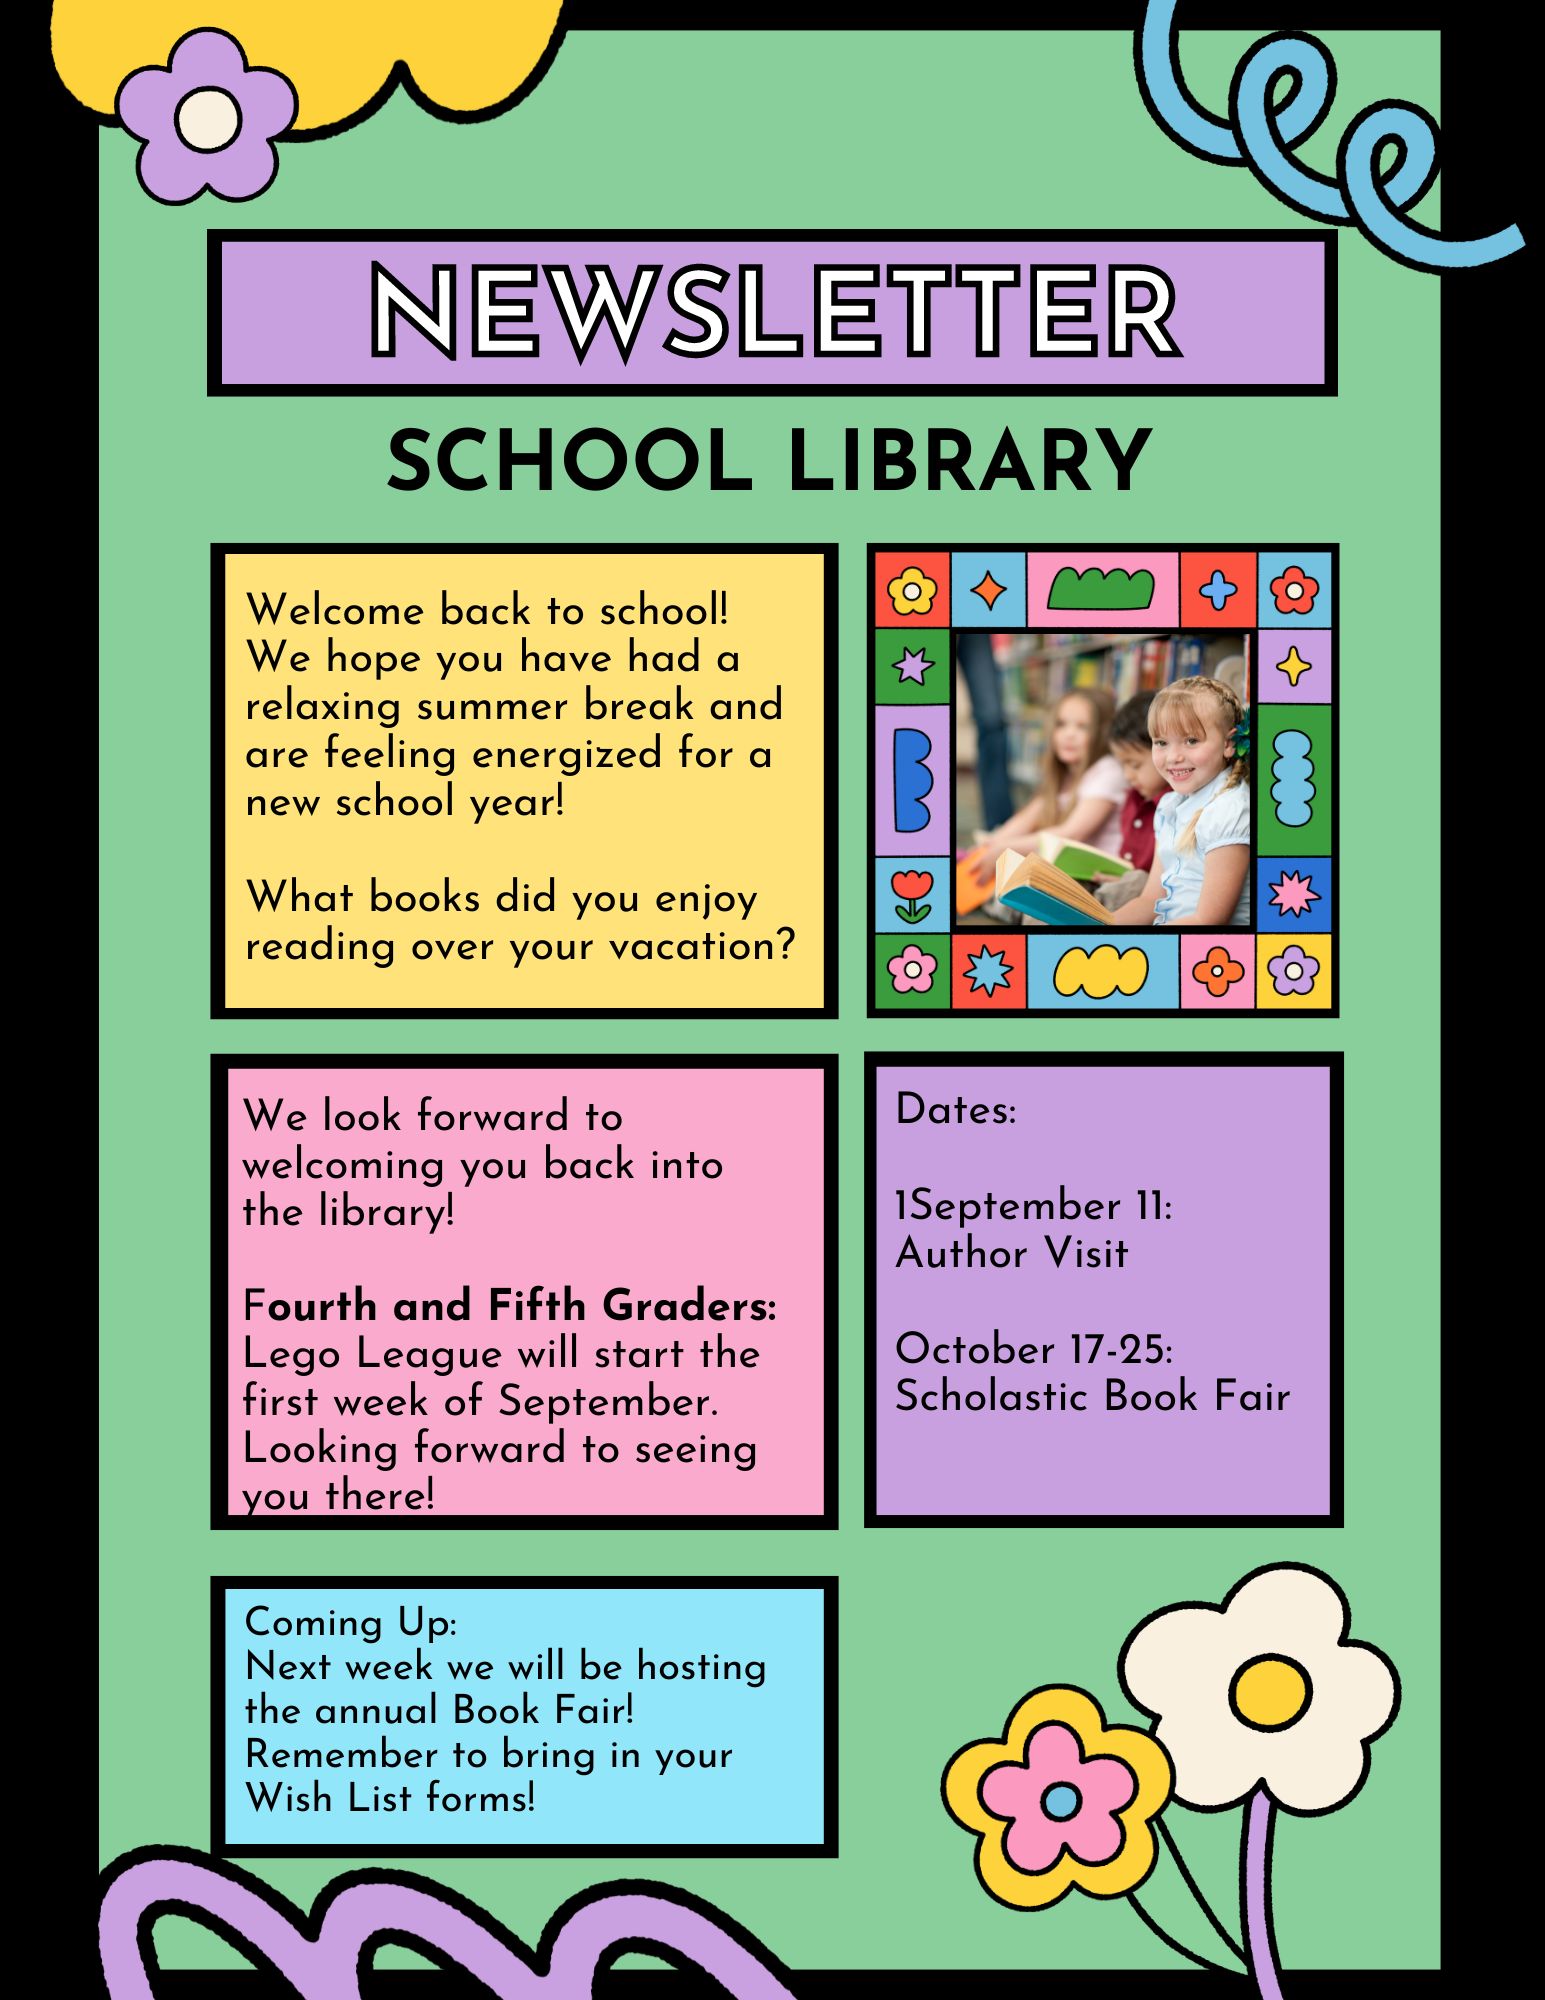 NEWSLETTER
SCHOOL LIBRARY
Welcome back to school!
We hope you have had a
relaxing summer break and
are feeling energized for a
new school year!
What books did you enjoy
reading over your vacation?
We look forward to
welcoming you back into
the library!
Fourth and Fifth Graders:
Lego League will start the
first week of September.
Looking forward to seeing
you there!
Dates:
1September 11:
Author Visit
October 17-25:
Scholastic Book Fair
Coming Up:
Next week we will be hosting
the annual Book Fair!
Remember to bring in your
Wish List forms!